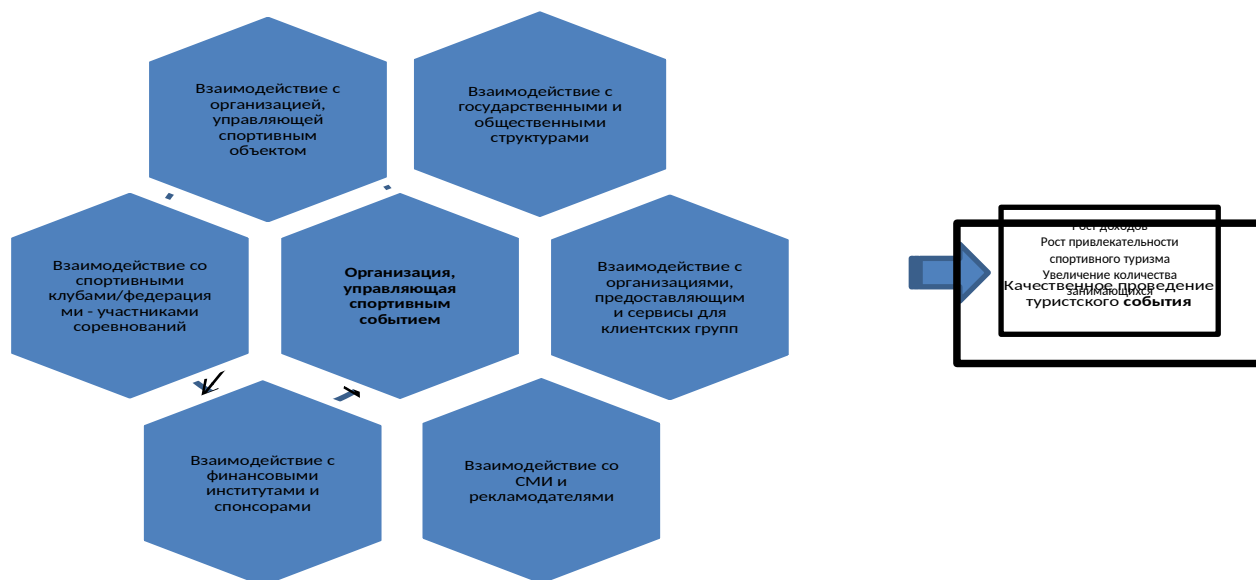 Взаимодействие с
организацией,
управляющей
спортивным
объектом
Взаимодействие с
государственными и
общественными
структурами
Взаимодействие со
спортивными
клубами/федерация
ми - участниками
соревнований
Организация,
управляющая
спортивным
событием
Взаимодействие с
организациями,
предоставляющим
и сервисы для
клиентских групп
Взаимодействие с
финансовыми
институтами и
спонсорами
Взаимодействие со
СМИ и
рекламодателями
Рост доходов
Рост привлекательности
спортивного туризма
Увеличение количества
занимающихся
Качественное проведение
туристского события